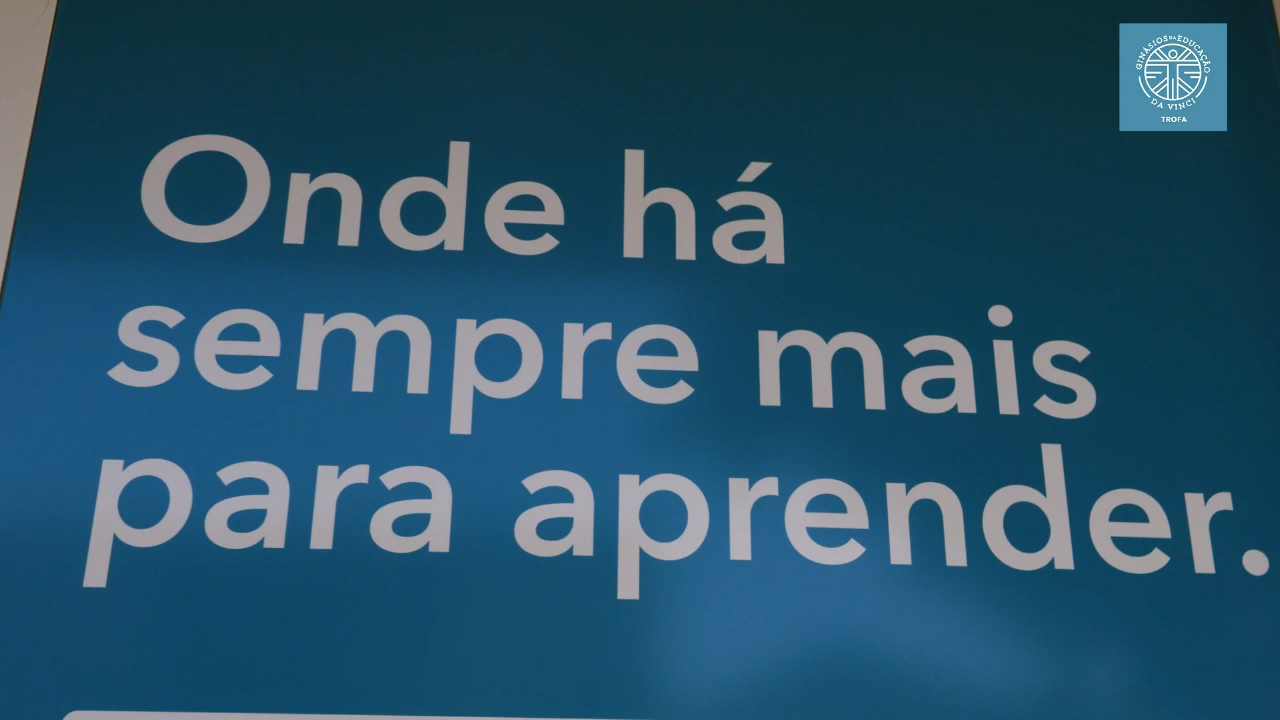 Onde há
sempre mais
para aprender.
GINÁSIOS DA EDUCAÇÃO
DA VINCI
TROFA